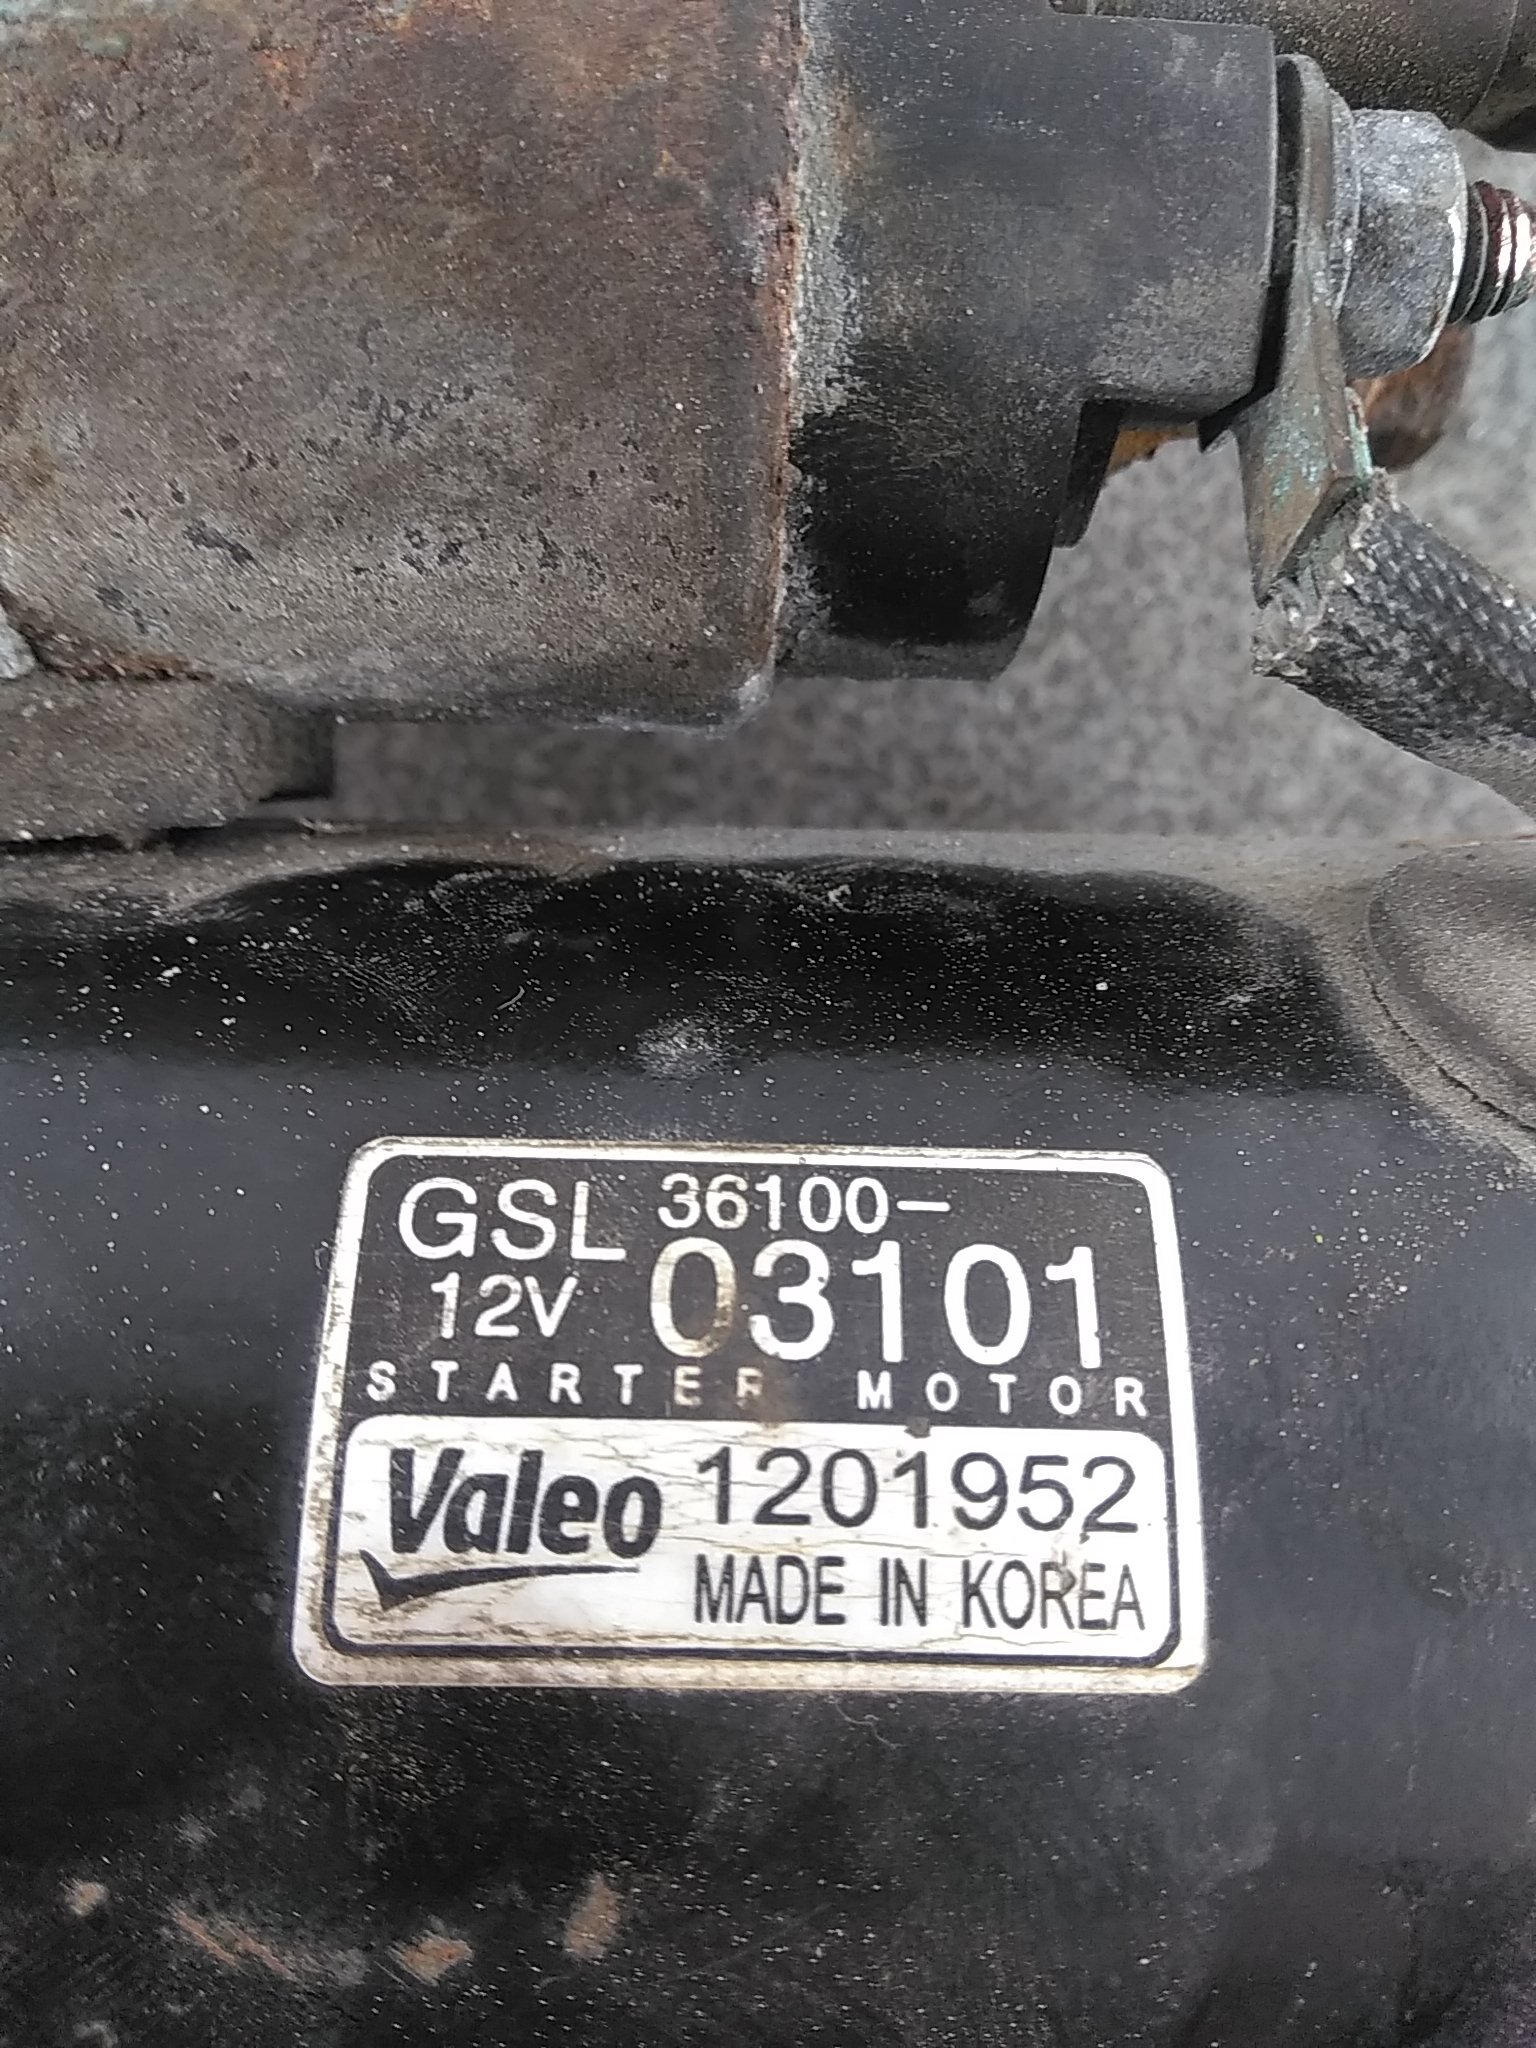 GSL 36100-
12V 03101
STARTER MOTOR
Valeo 1201952
MADE IN KOREA